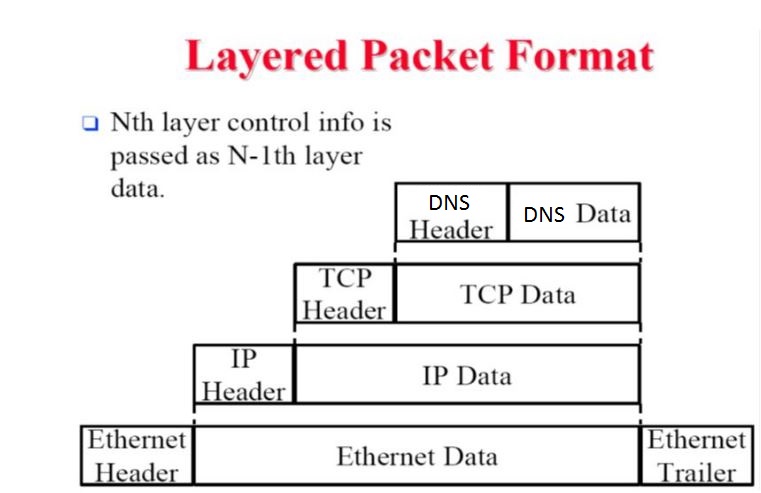 Layered Packet Format
Nth layer control info is
passed as N-1th layer
data.
DNS
Header
DNS Data
TCP
Header
TCP Data
IP
Header
IP Data
Ethernet
Header
Ethernet Data
Ethernet
Trailer